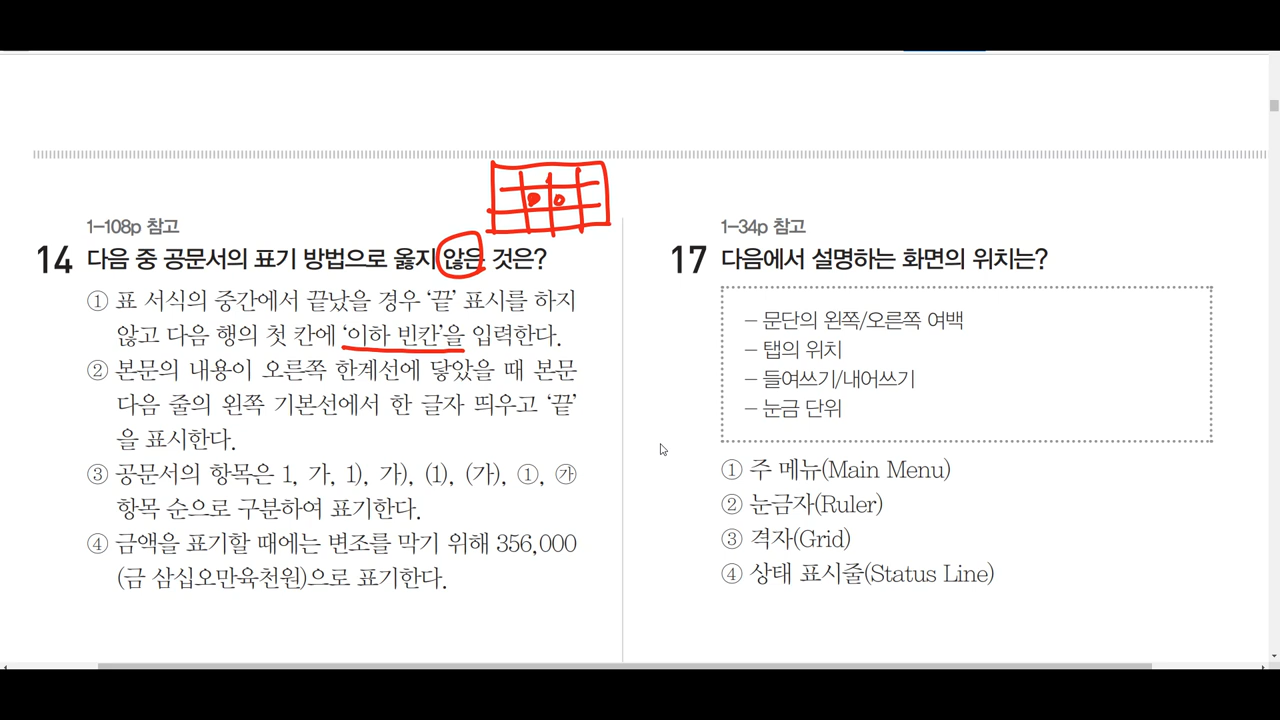 1-108p 참고
14 다음 중 공문서의 표기 방법으로 옳지 않은 것은?
① 표 서식의 중간에서 끝났을 경우 ‘끝’ 표시를 하지
않고 다음 행의 첫 칸에 ‘이하 빈칸’을 입력한다.
② 본문의 내용이 오른쪽 한계선에 닿았을 때 본문
다음 줄의 왼쪽 기본선에서 한 글자 띄우고 ‘끝’
을 표시한다.
③ 공문서의 항목은 1, 가, 1), 가), (1), (가), ①, ㉮
항목 순으로 구분하여 표기한다.
④ 금액을 표기할 때에는 변조를 막기 위해 356,000
(금 삼십오만육천원)으로 표기한다.
1-34p 참고
17 다음에서 설명하는 화면의 위치는?
– 문단의 왼쪽/오른쪽 여백
– 탭의 위치
– 들여쓰기/내어쓰기
– 눈금 단위
① 주 메뉴(Main Menu)
② 눈금자(Ruler)
③ 격자(Grid)
④ 상태 표시줄(Status Line)